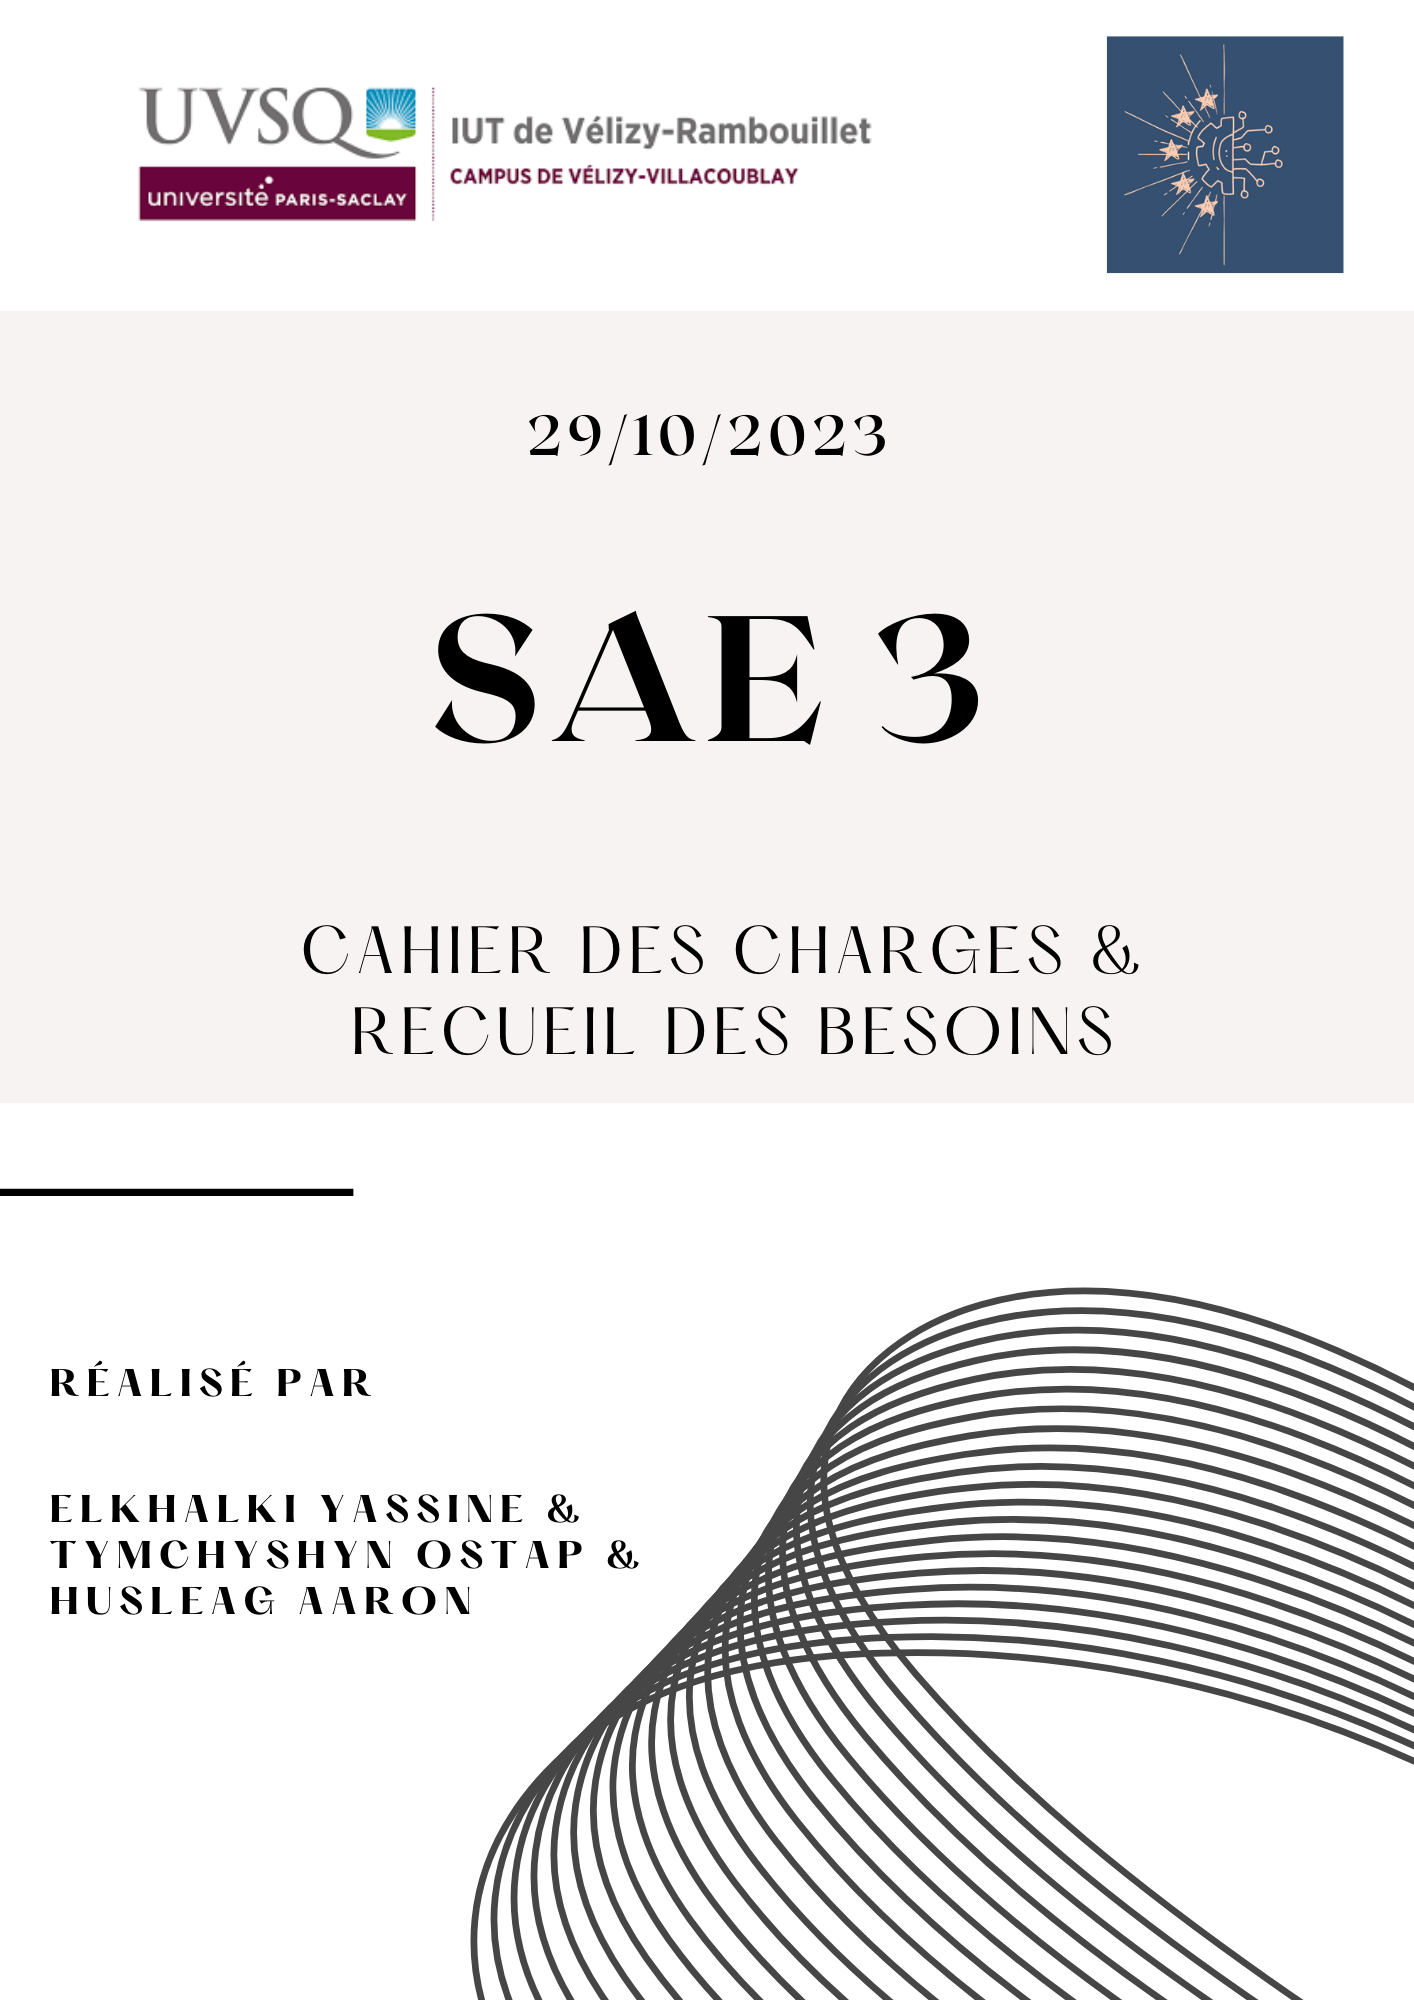 UVSQ
université PARIS-SACLAY
IUT de Vélizy-Rambouillet
CAMPUS DE VÉLIZY-VILLACOUBLAY
29/10/2023
SAE 3
CAHIER DES CHARGES &
RECUEIL DES BESOINS
RÉALISÉ PAR
ELKHALKI YASSINE &
TYMCHYSHYN OSTAP &
HUSLEAG AARON